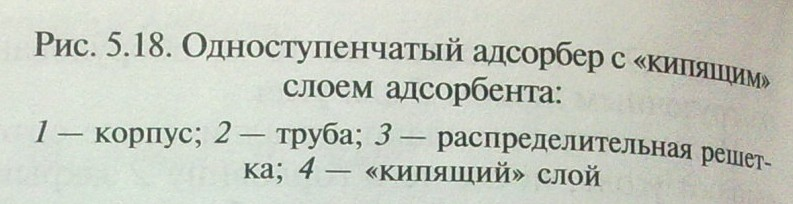 Рис. 5.18. Одноступенчатый адсорбер с «кипящим»
слоем адсорбента:
1 — корпус; 2 — труба; 3 — распределительная решет-
ка; 4 — «кипящий» слой